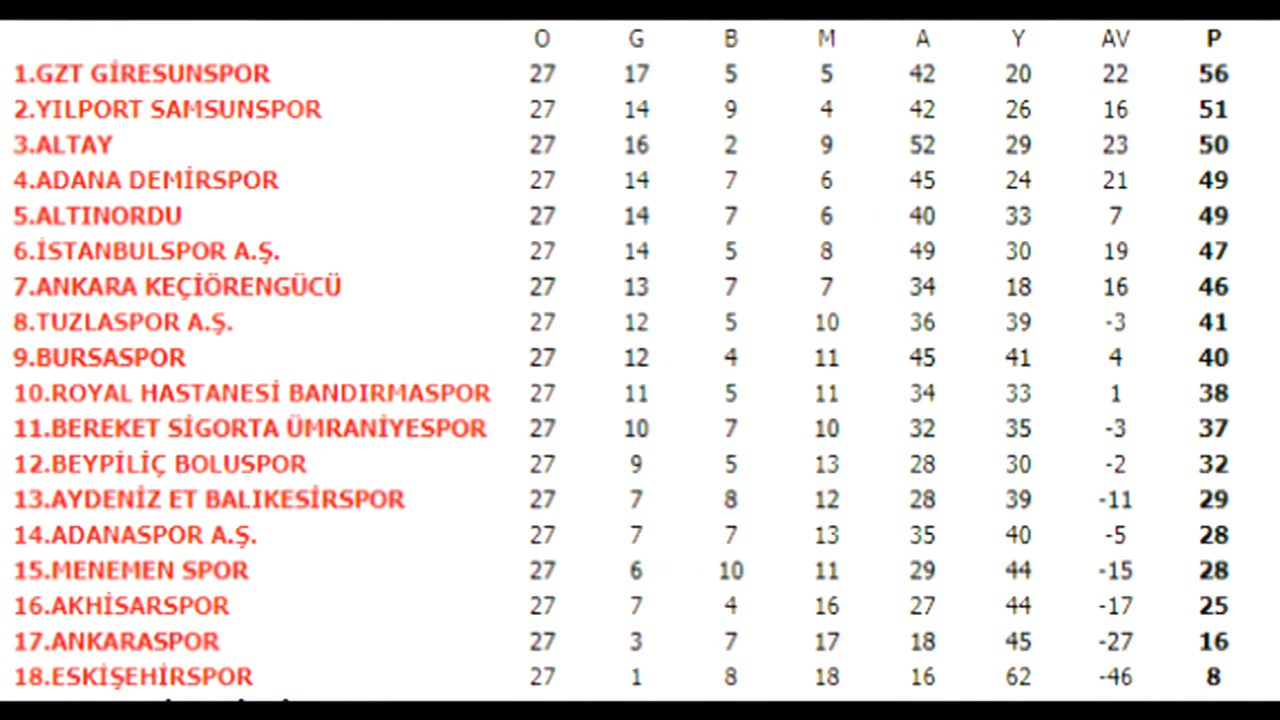 O G B M A Y AV P
1.GZT GİRESUNSPOR 27 17 5 5 42 20 22 56
2.YILPORT SAMSUNSPOR 27 14 9 4 42 26 16 51
3.ALTAY 27 16 2 9 52 29 23 50
4.ADANA DEMİRSPOR 27 14 7 6 45 24 21 49
5.ALTINORDU 27 14 7 6 40 33 7 49
6.İSTANBULSPOR A.Ş. 27 14 5 8 49 30 19 47
7.ANKARA KEÇİÖRENGÜCÜ 27 13 7 7 34 18 16 46
8.TUZLASPOR A.Ş. 27 12 5 10 36 39 -3 41
9.BURSASPOR 27 12 4 11 45 41 4 40
10.ROYAL HASTANESİ BANDIRMASPOR 27 11 5 11 34 33 1 38
11.BEREKET SİGORTA ÜMRANİYESPOR 27 10 7 10 32 35 -3 37
12.BEYPİLİÇ BOLUSPOR 27 9 5 13 28 30 -2 32
13.AYDENİZ ET BALIKESİRSPOR 27 7 8 12 28 39 -11 29
14.ADANASPOR A.Ş. 27 7 7 13 35 40 -5 28
15.MENEMEN SPOR 27 6 10 11 29 44 -15 28
16.AKHİSARSPOR 27 7 4 16 27 44 -17 25
17.ANKARASPOR 27 3 7 17 18 45 -27 16
18.ESKİŞEHİRSPOR 27 1 8 18 16 62 -46 8